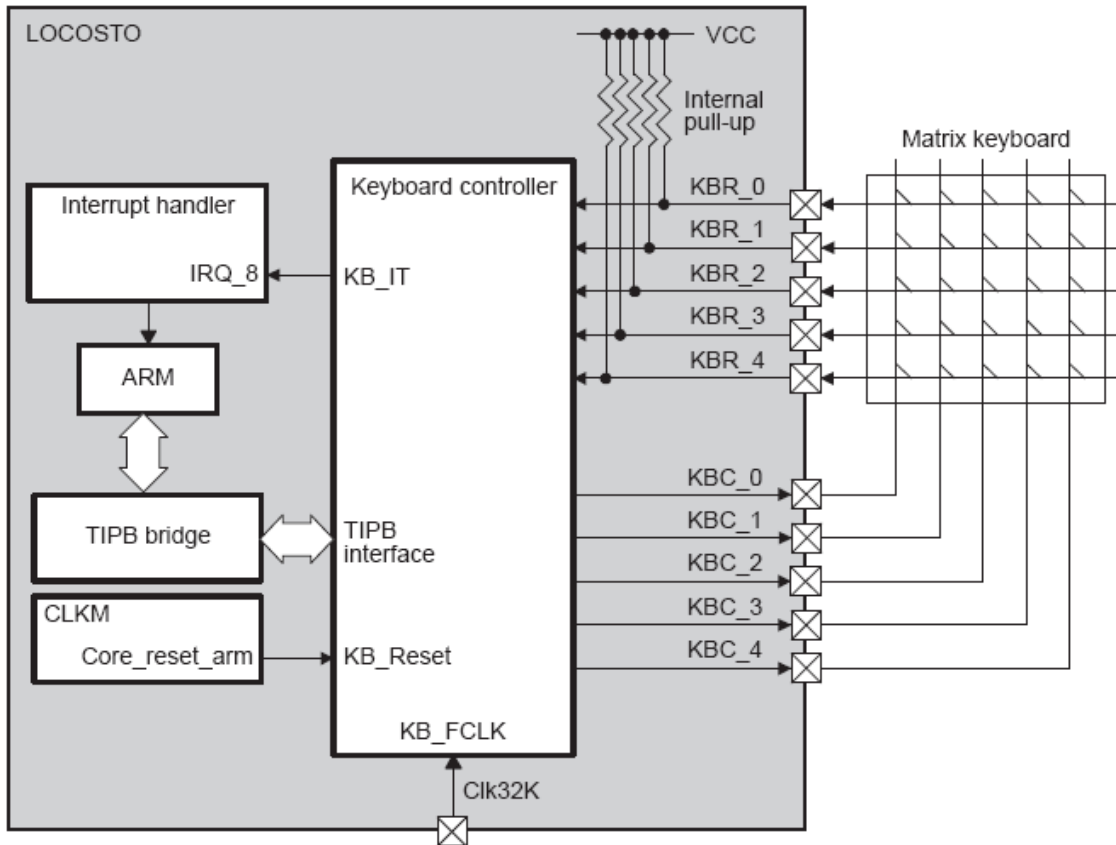 LOCOSTO
VCC
Internal
pull-up
Matrix keyboard
Keyboard controller
KBR_0
Interrupt handler
KBR_1
IRQ_8
KB_IT
KBR_2
KBR_3
ARM
KBR_4
KBC_0
TIPB bridge
TIPB
interface
KBC_1
KBC_2
CLKM
KBC_3
Core_reset_arm
KB_Reset
KBC_4
KB_FCLK
Clk32K